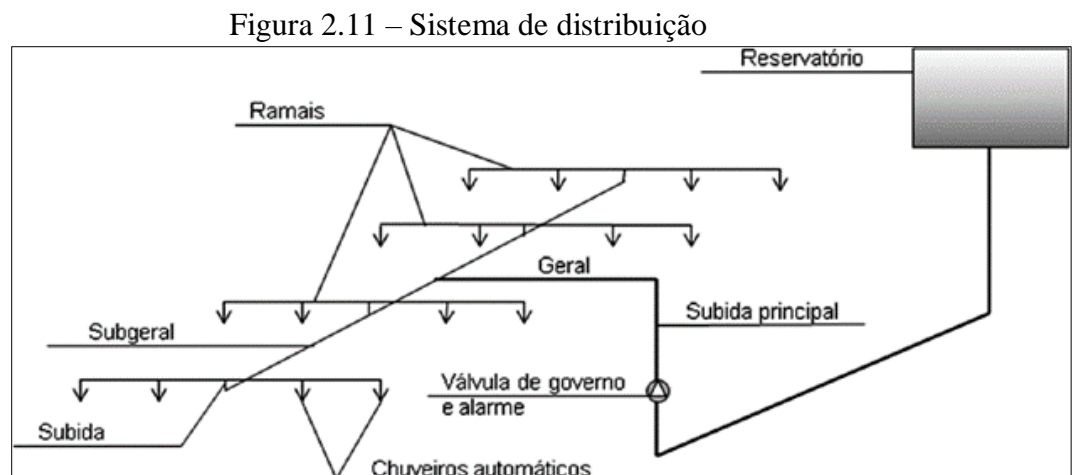 Figura 2.11 – Sistema de distribuição
Reservatório
Ramais
Geral
Subida principal
Subgeral
Válvula de governo
e alarme
Subida
Chuveiros automáticos